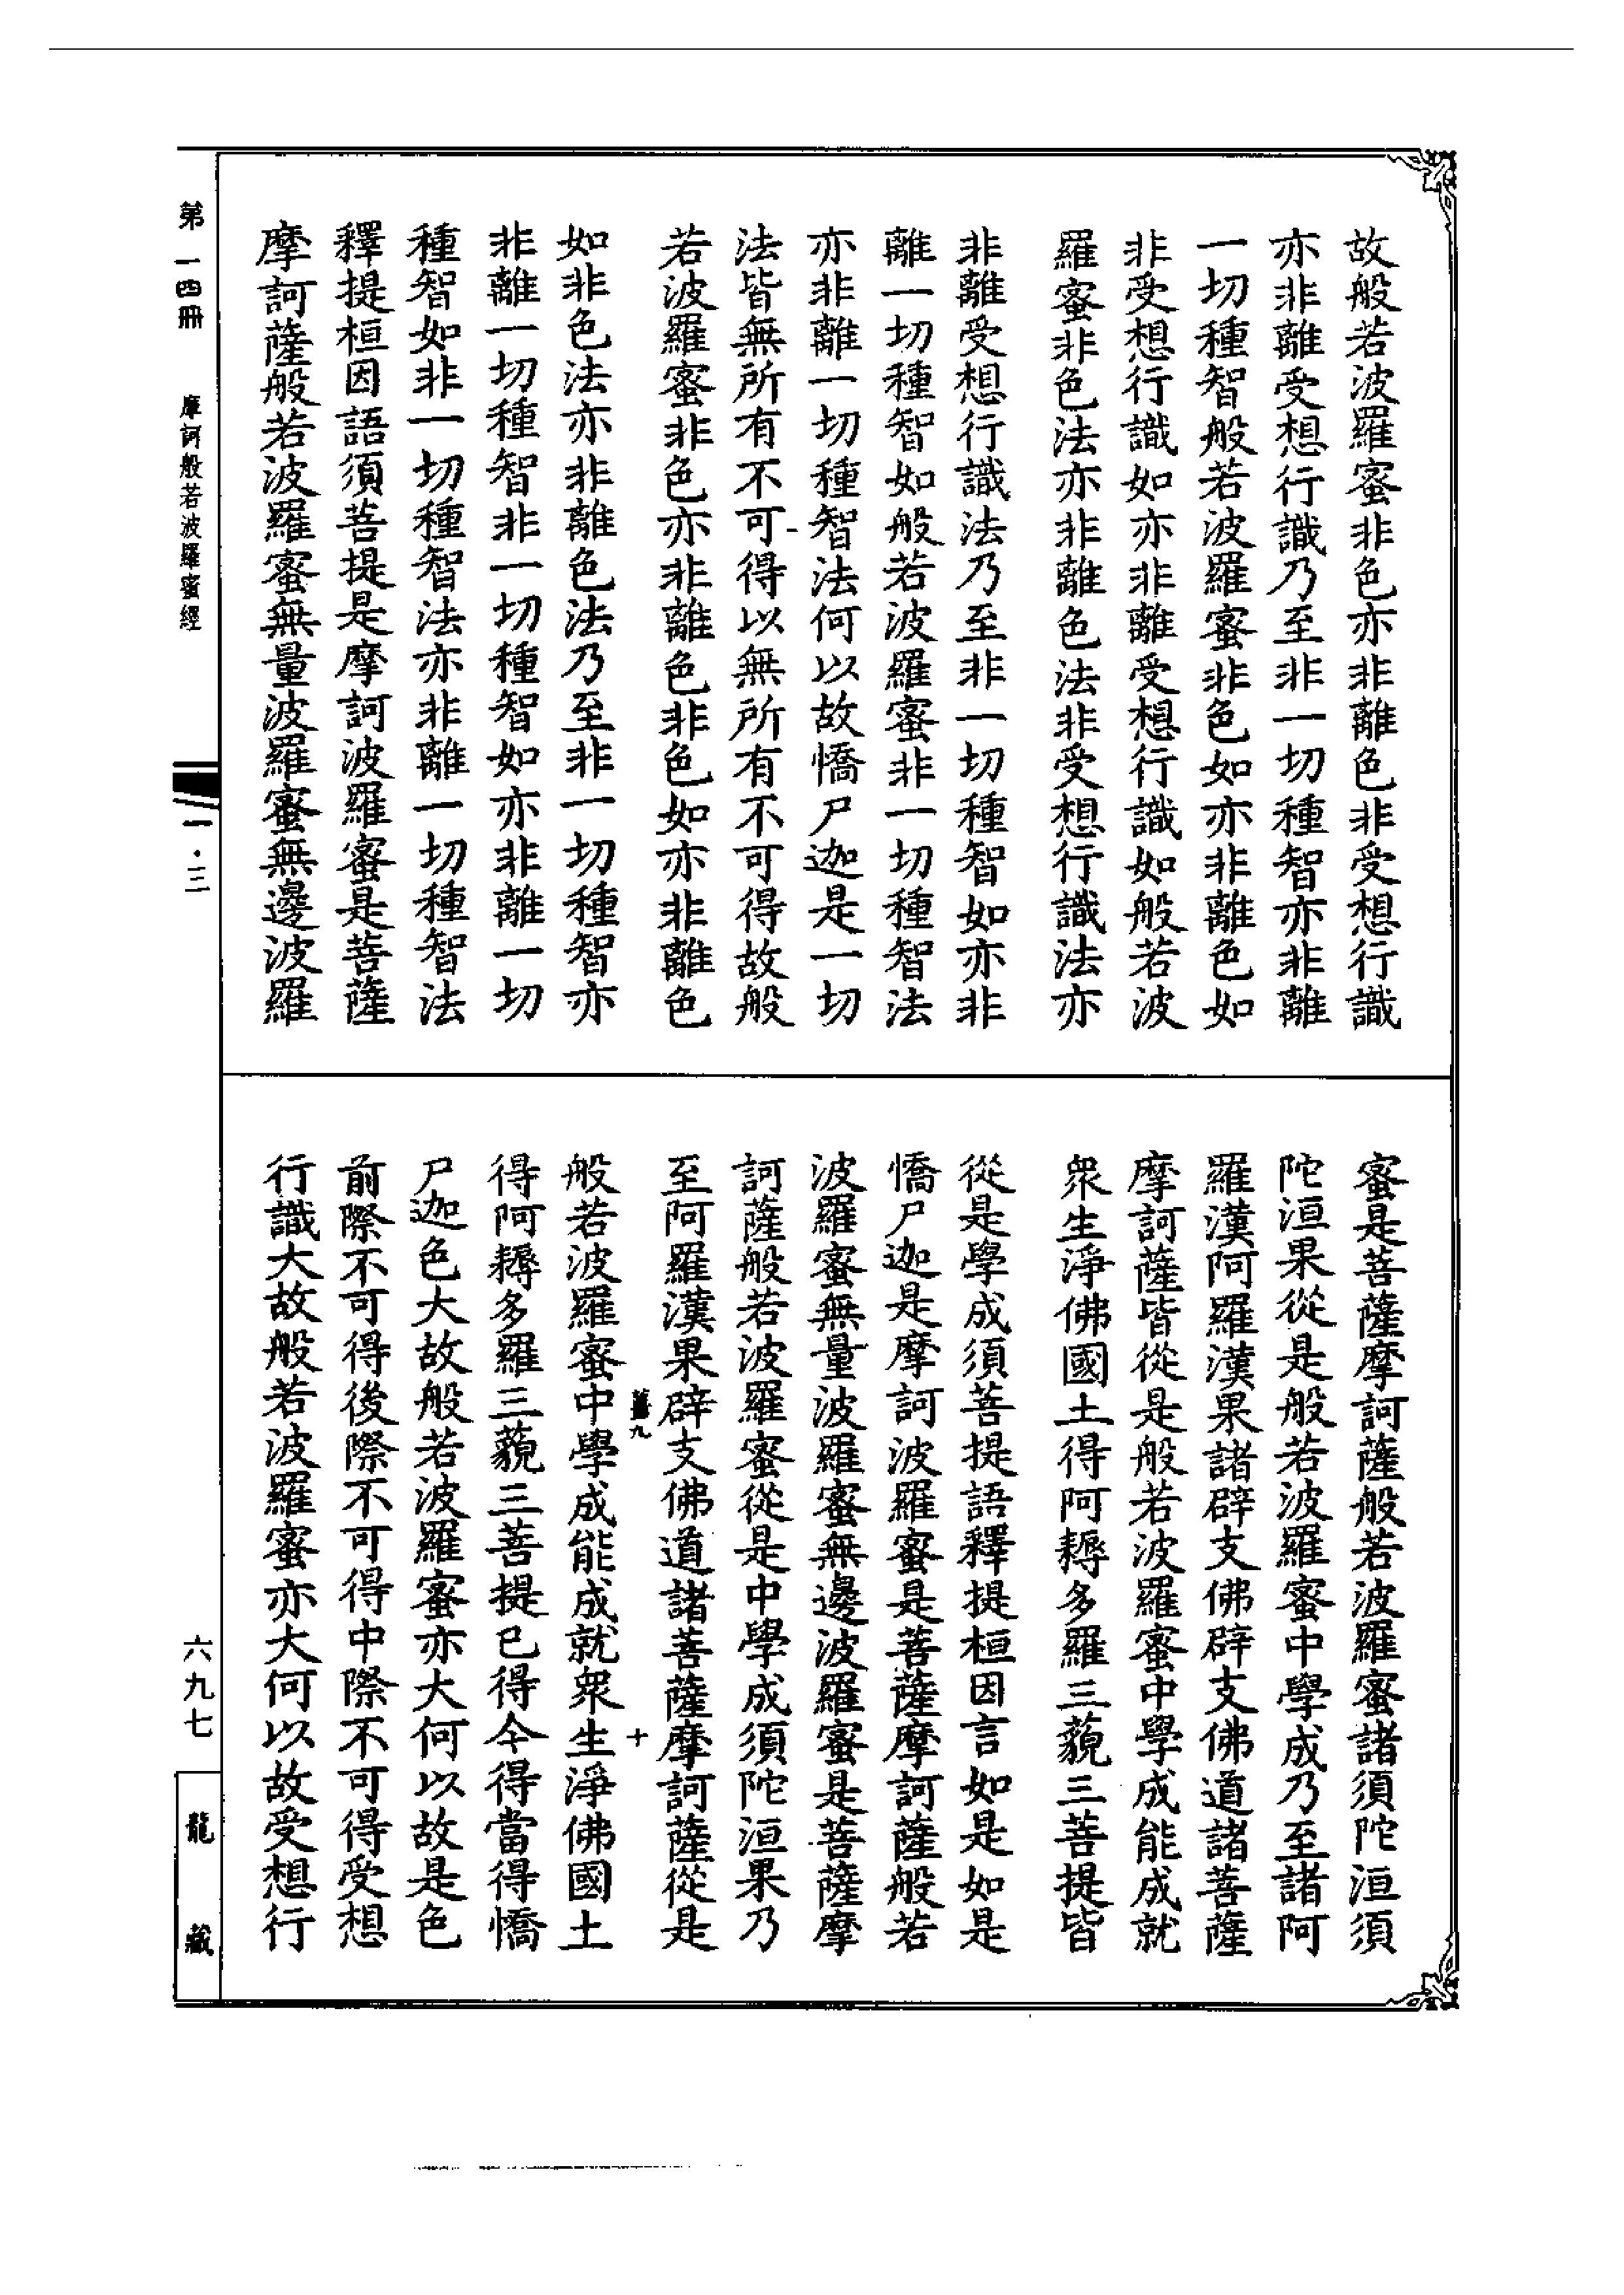 故般若波羅蜜非色亦非離色非受想行識
亦非離受想行識乃至非一切種智亦非離
一切種智般若波羅蜜非色如亦非離色如
非受想行識如亦非離受想行識如般若波
羅蜜非色法亦非離色法非受想行識法亦
非離受想行識法乃至非一切種智如亦非
離一切種智如般若波羅蜜非一切種智法
亦非離一切種智法何以故憍尸迦是一切
法皆無所有不可得以無所有不可得故般
若波羅蜜非色亦非離色非色如亦非離色
如非色法亦非離色法乃至非一切種智亦
非離一切種智非一切種智如亦非離一切
種智如非一切種智法亦非離一切種智法
釋提桓因語須菩提是摩訶波羅蜜是菩薩
摩訶薩般若波羅蜜無量波羅蜜無邊波羅
蜜是菩薩摩訶薩般若波羅蜜諸須陀洹須
陀洹果從是般若波羅蜜中學成乃至諸阿
羅漢阿羅漢果諸辟支佛辟支佛道諸菩薩
摩訶薩皆從是般若波羅蜜中學成能成就
衆生淨佛國土得阿耨多羅三藐三菩提皆
從是學成須菩提語釋提桓因言如是如是
憍尸迦是摩訶波羅蜜是菩薩摩訶薩般若
波羅蜜無量波羅蜜無邊波羅蜜是菩薩摩
訶薩般若波羅蜜從是中學成須陀洹果乃
至阿羅漢果辟支佛道諸菩薩摩訶薩從是
九 十
般若波羅蜜中學成能成就衆生淨佛國土
得阿耨多羅三藐三菩提已得今得當得憍
尸迦色大故般若波羅蜜亦大何以故是色
前際不可得後際不可得中際不可得受想
行識大故般若波羅蜜亦大何以故受想行
第一四冊 摩訶般若波羅蜜經
一·三
六九七
龍藏